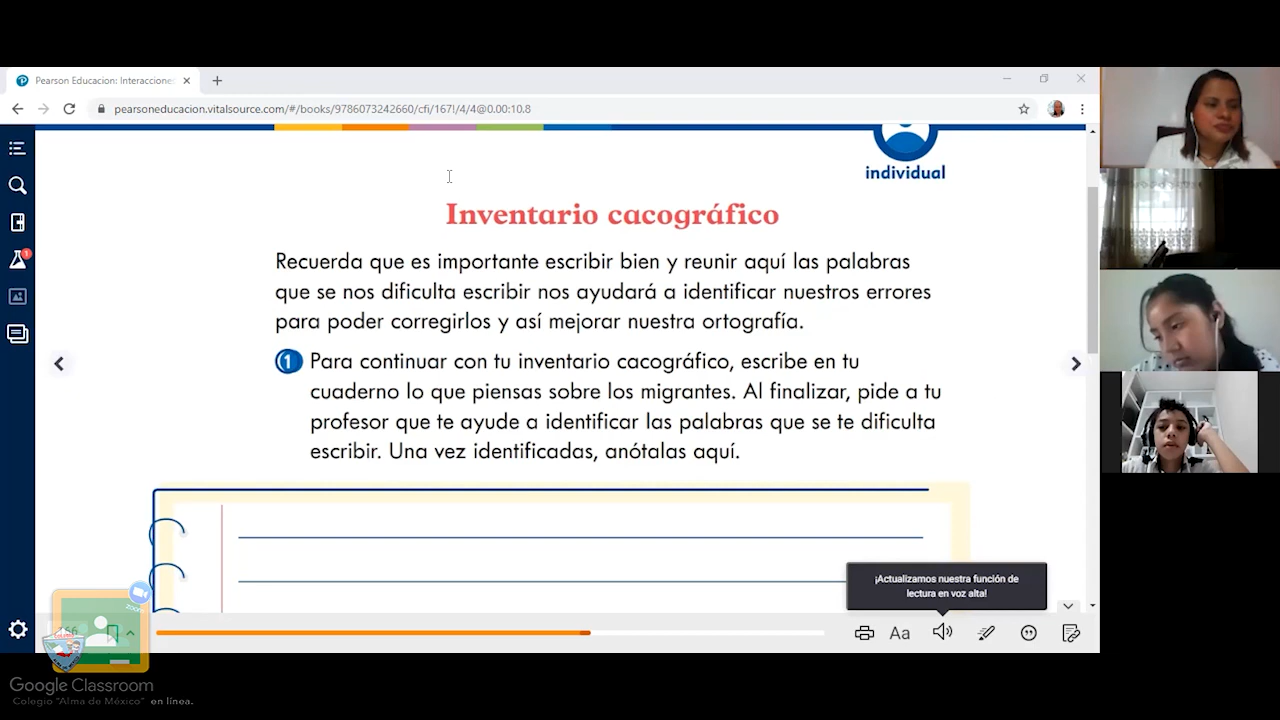 Pearson Educacion: Interacciones
pearsoneducacion.vitalsource.com/#/books/9786073242660/cfi/167!/4/4@0.00:10.8
individual
Inventario cacográfico
Recuerda que es importante escribir bien y reunir aquí las palabras
que se nos dificulta escribir nos ayudará a identificar nuestros errores
para poder corregirlos y así mejorar nuestra ortografía.
1 Para continuar con tu inventario cacográfico, escribe en tu
cuaderno lo que piensas sobre los migrantes. Al finalizar, pide a tu
profesor que te ayude a identificar las palabras que se te dificulta
escribir. Una vez identificadas, anótalas aquí.
¡Actualizamos nuestra función de
lectura en voz alta!
Aa
zoom
Google Classroom
Colegio "Alma de México" en línea.